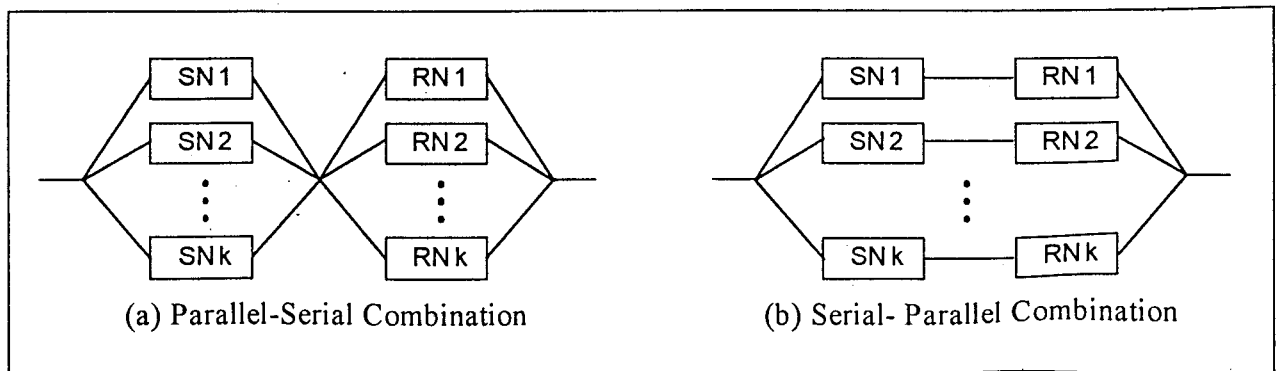 SN1 RN1 SN1 RN1
SN2 RN2 SN2 RN2
SNk RNk SNk RNk
(a) Parallel-Serial Combination
(b) Serial- Parallel Combination